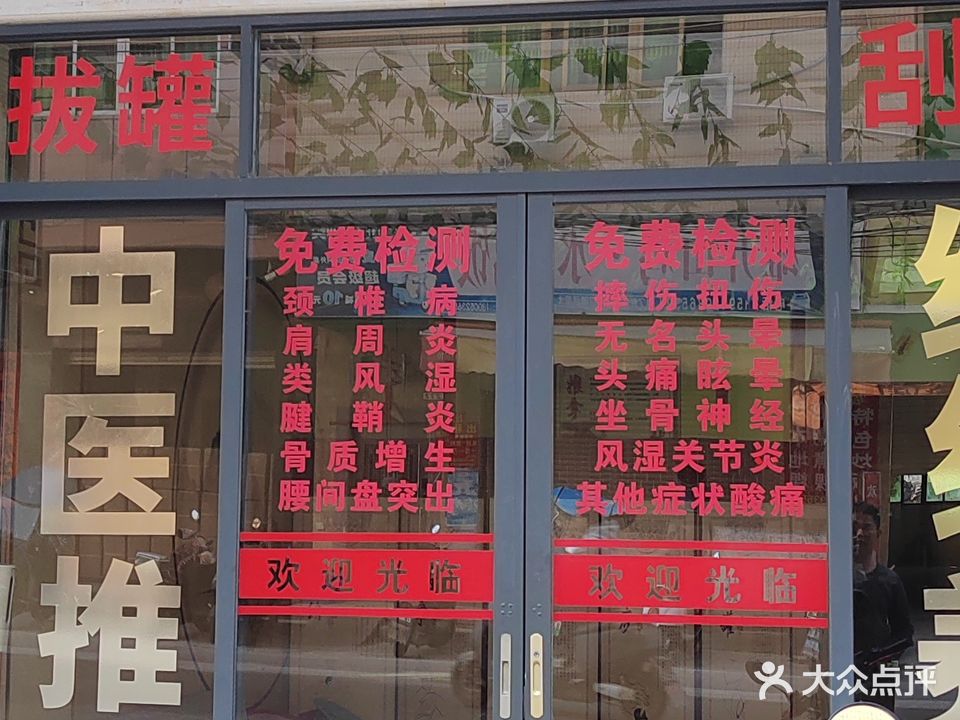 拔罐
刮
中医推
免费检测
颈椎病
肩周炎
类风湿
腱鞘炎
骨质增生
腰间盘突出
欢迎光临
免费检测
摔伤扭伤
无名头晕
头痛眩晕
坐骨神经
风湿关节炎
其他症状酸痛
欢迎光临
大众点评